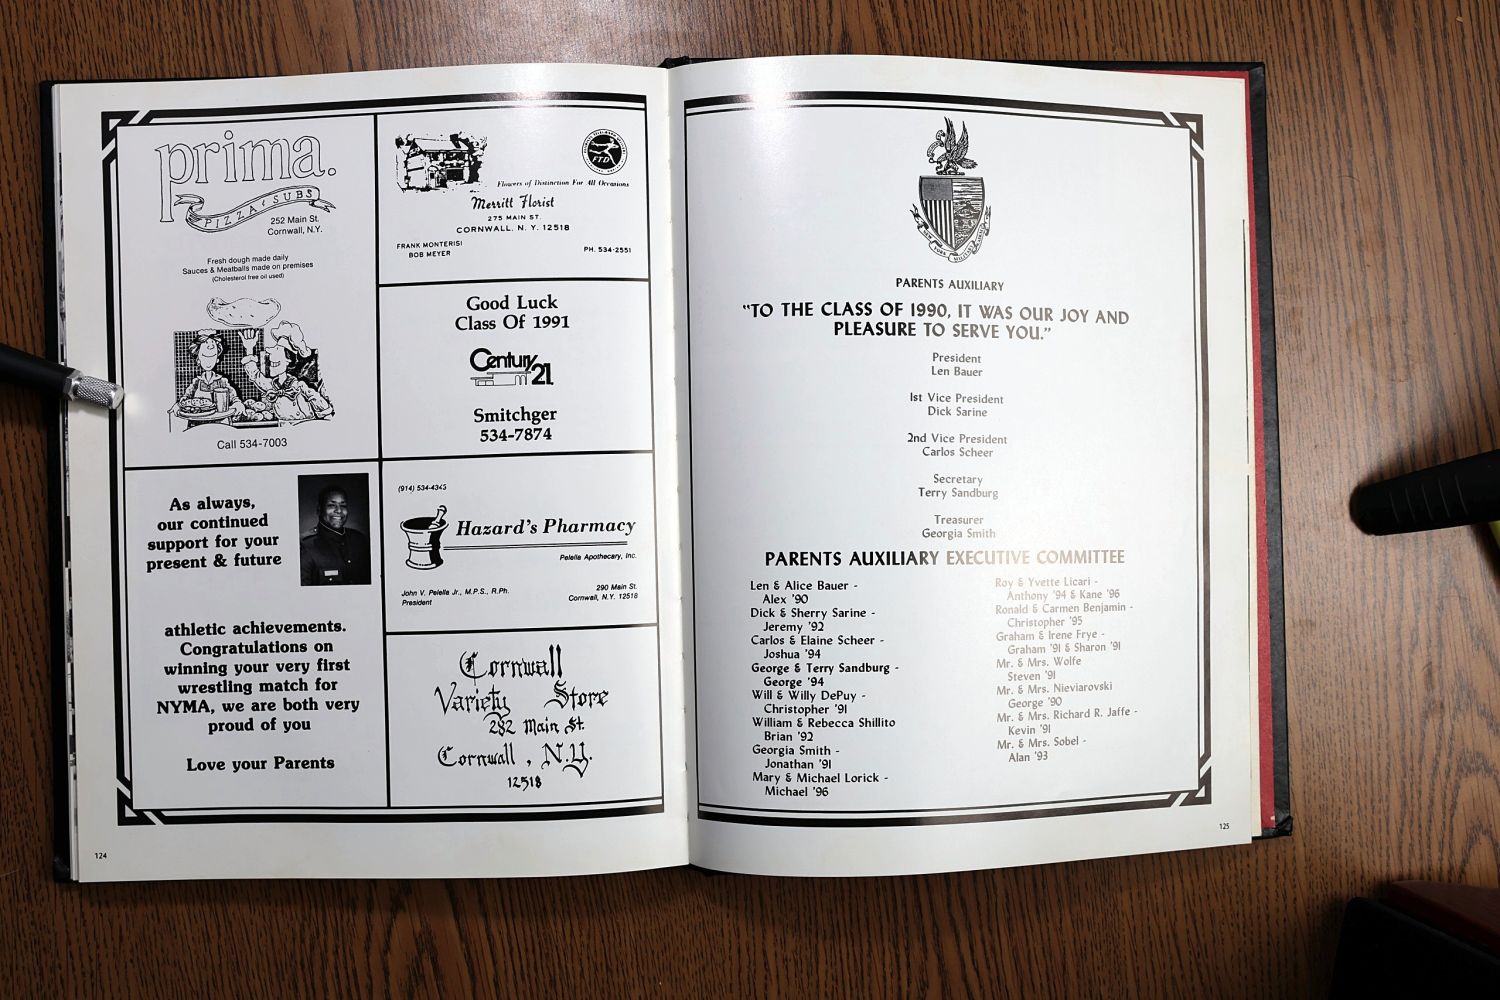 prima.
PIZZA & SUBS
252 Main St.
Cornwall, N.Y.
Fresh dough made daily
Sauces & Meatballs made on premises
(Cholesterol free oil used)
Call 534-7003
As always,
our continued
support for your
present & future
athletic achievements.
Congratulations on
winning your very first
wrestling match for
NYMA, we are both very
proud of you
Love your Parents
FTD
Flowers of Distinction For All Occasions
Merritt Florist
275 MAIN ST.
CORNWALL, N. Y. 12518
FRANK MONTERISI
BOB MEYER
PH. 534-2551
Good Luck
Class Of 1991
Century
21
Smitchger
534-7874
(914) 534-4345
Hazard's Pharmacy
Pelella Apothecary, Inc.
John V. Pelella Jr., M.P.S., R.Ph.
President
290 Main St.
Cornwall, N.Y. 12518
Cornwall
Variety Store
282 Main St.
Cornwall, N.Y.
12518
124
NEW YORK MILITARY ACADEMY
PARENTS AUXILIARY
"TO THE CLASS OF 1990, IT WAS OUR JOY AND
PLEASURE TO SERVE YOU."
President
Len Bauer
1st Vice President
Dick Sarine
2nd Vice President
Carlos Scheer
Secretary
Terry Sandburg
Treasurer
Georgia Smith
PARENTS AUXILIARY EXECUTIVE COMMITTEE
Len & Alice Bauer -
Alex '90
Dick & Sherry Sarine -
Jeremy '92
Carlos & Elaine Scheer -
Joshua '94
George & Terry Sandburg -
George '94
Will & Willy DePuy -
Christopher '91
William & Rebecca Shillito
Brian '92
Georgia Smith -
Jonathan '91
Mary & Michael Lorick -
Michael '96
Roy & Yvette Licari -
Anthony '94 & Kane '96
Ronald & Carmen Benjamin -
Christopher '95
Graham & Irene Frye -
Graham '91 & Sharon '91
Mr. & Mrs. Wolfe
Steven '91
Mr. & Mrs. Nieviarovski
George '90
Mr. & Mrs. Richard R. Jaffe -
Kevin '91
Mr. & Mrs. Sobel -
Alan '93
125